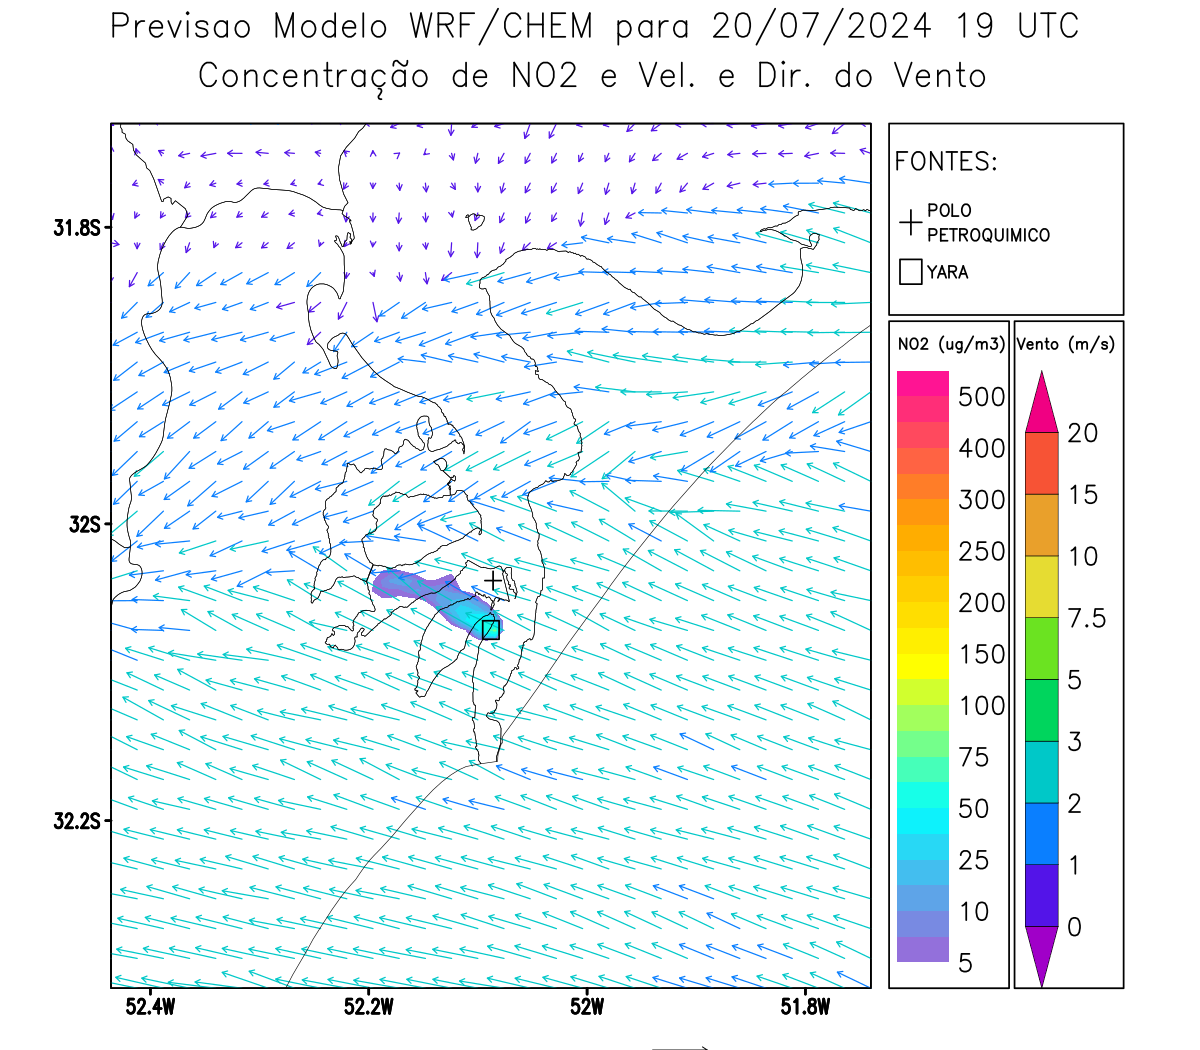 Previsao Modelo WRF/CHEM para 20/07/2024 19 UTC
Concentração de NO2 e Vel. e Dir. do Vento
FONTES:
POLO
PETROQUIMICO
YARA
NO2 (ug/m3)
500
400
300
250
200
150
100
75
50
25
10
5
Vento (m/s)
20
15
10
7.5
5
3
2
1
0
31.8S
32S
32.2S
52.4W
52.2W
52W
51.8W